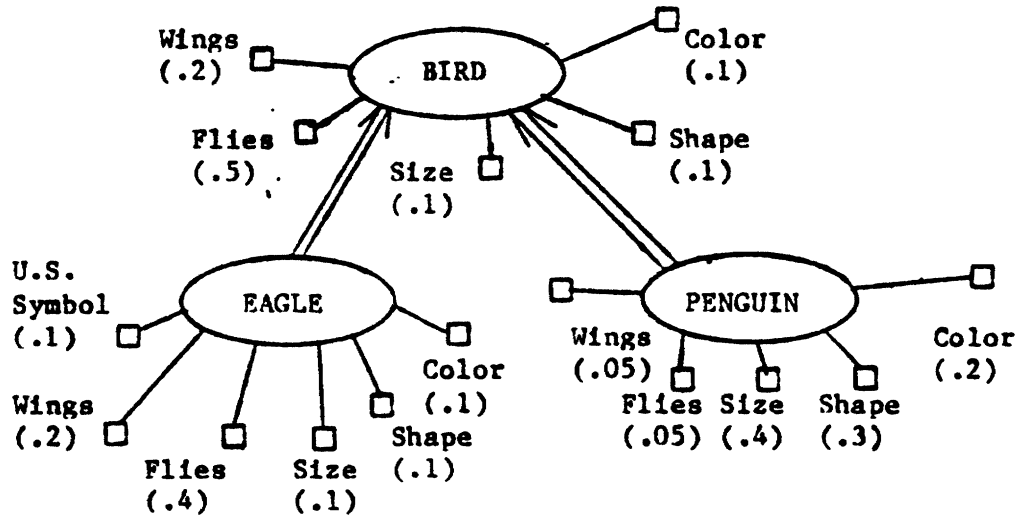 Wings
(.2)
BIRD
Color
(.1)
Flies
(.5)
Size
(.1)
Shape
(.1)
U.S.
Symbol
(.1)
EAGLE
PENGUIN
Wings
(.2)
Flies
(.4)
Size
(.1)
Shape
(.1)
Color
(.1)
Wings
(.05)
Flies
(.05)
Size
(.4)
Shape
(.3)
Color
(.2)